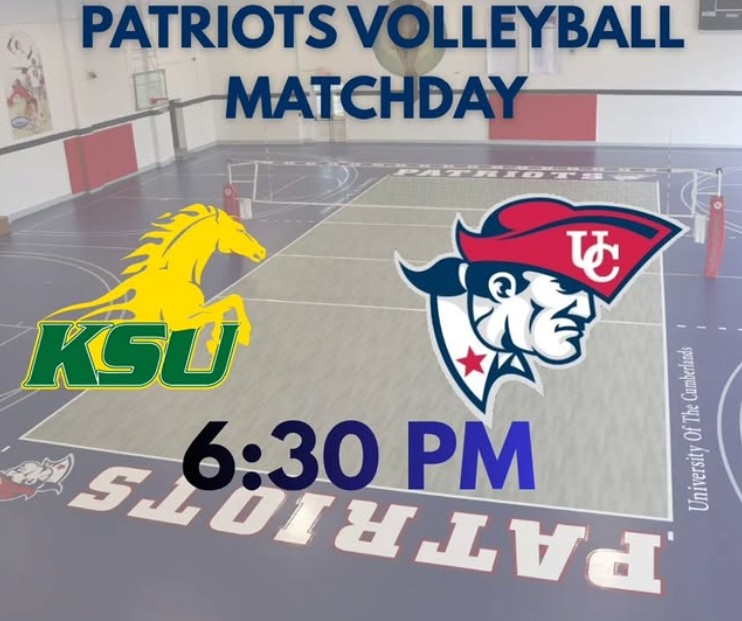 PATRIOTS VOLLEYBALL
MATCHDAY
PATRIOTS
UC
KSU
University Of The Cumberlands
6:30 PM
PATRIOTS